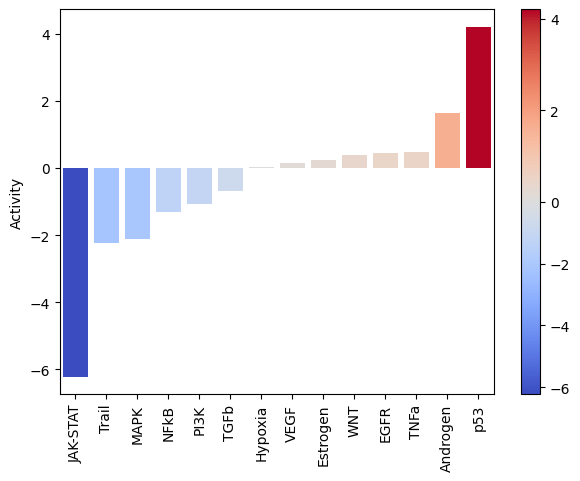 Activity
4
2
0
−2
−4
−6
JAK-STAT
Trail
MAPK
NFkB
PI3K
TGFb
Hypoxia
VEGF
Estrogen
WNT
EGFR
TNFa
Androgen
p53
4
2
0
−2
−4
−6